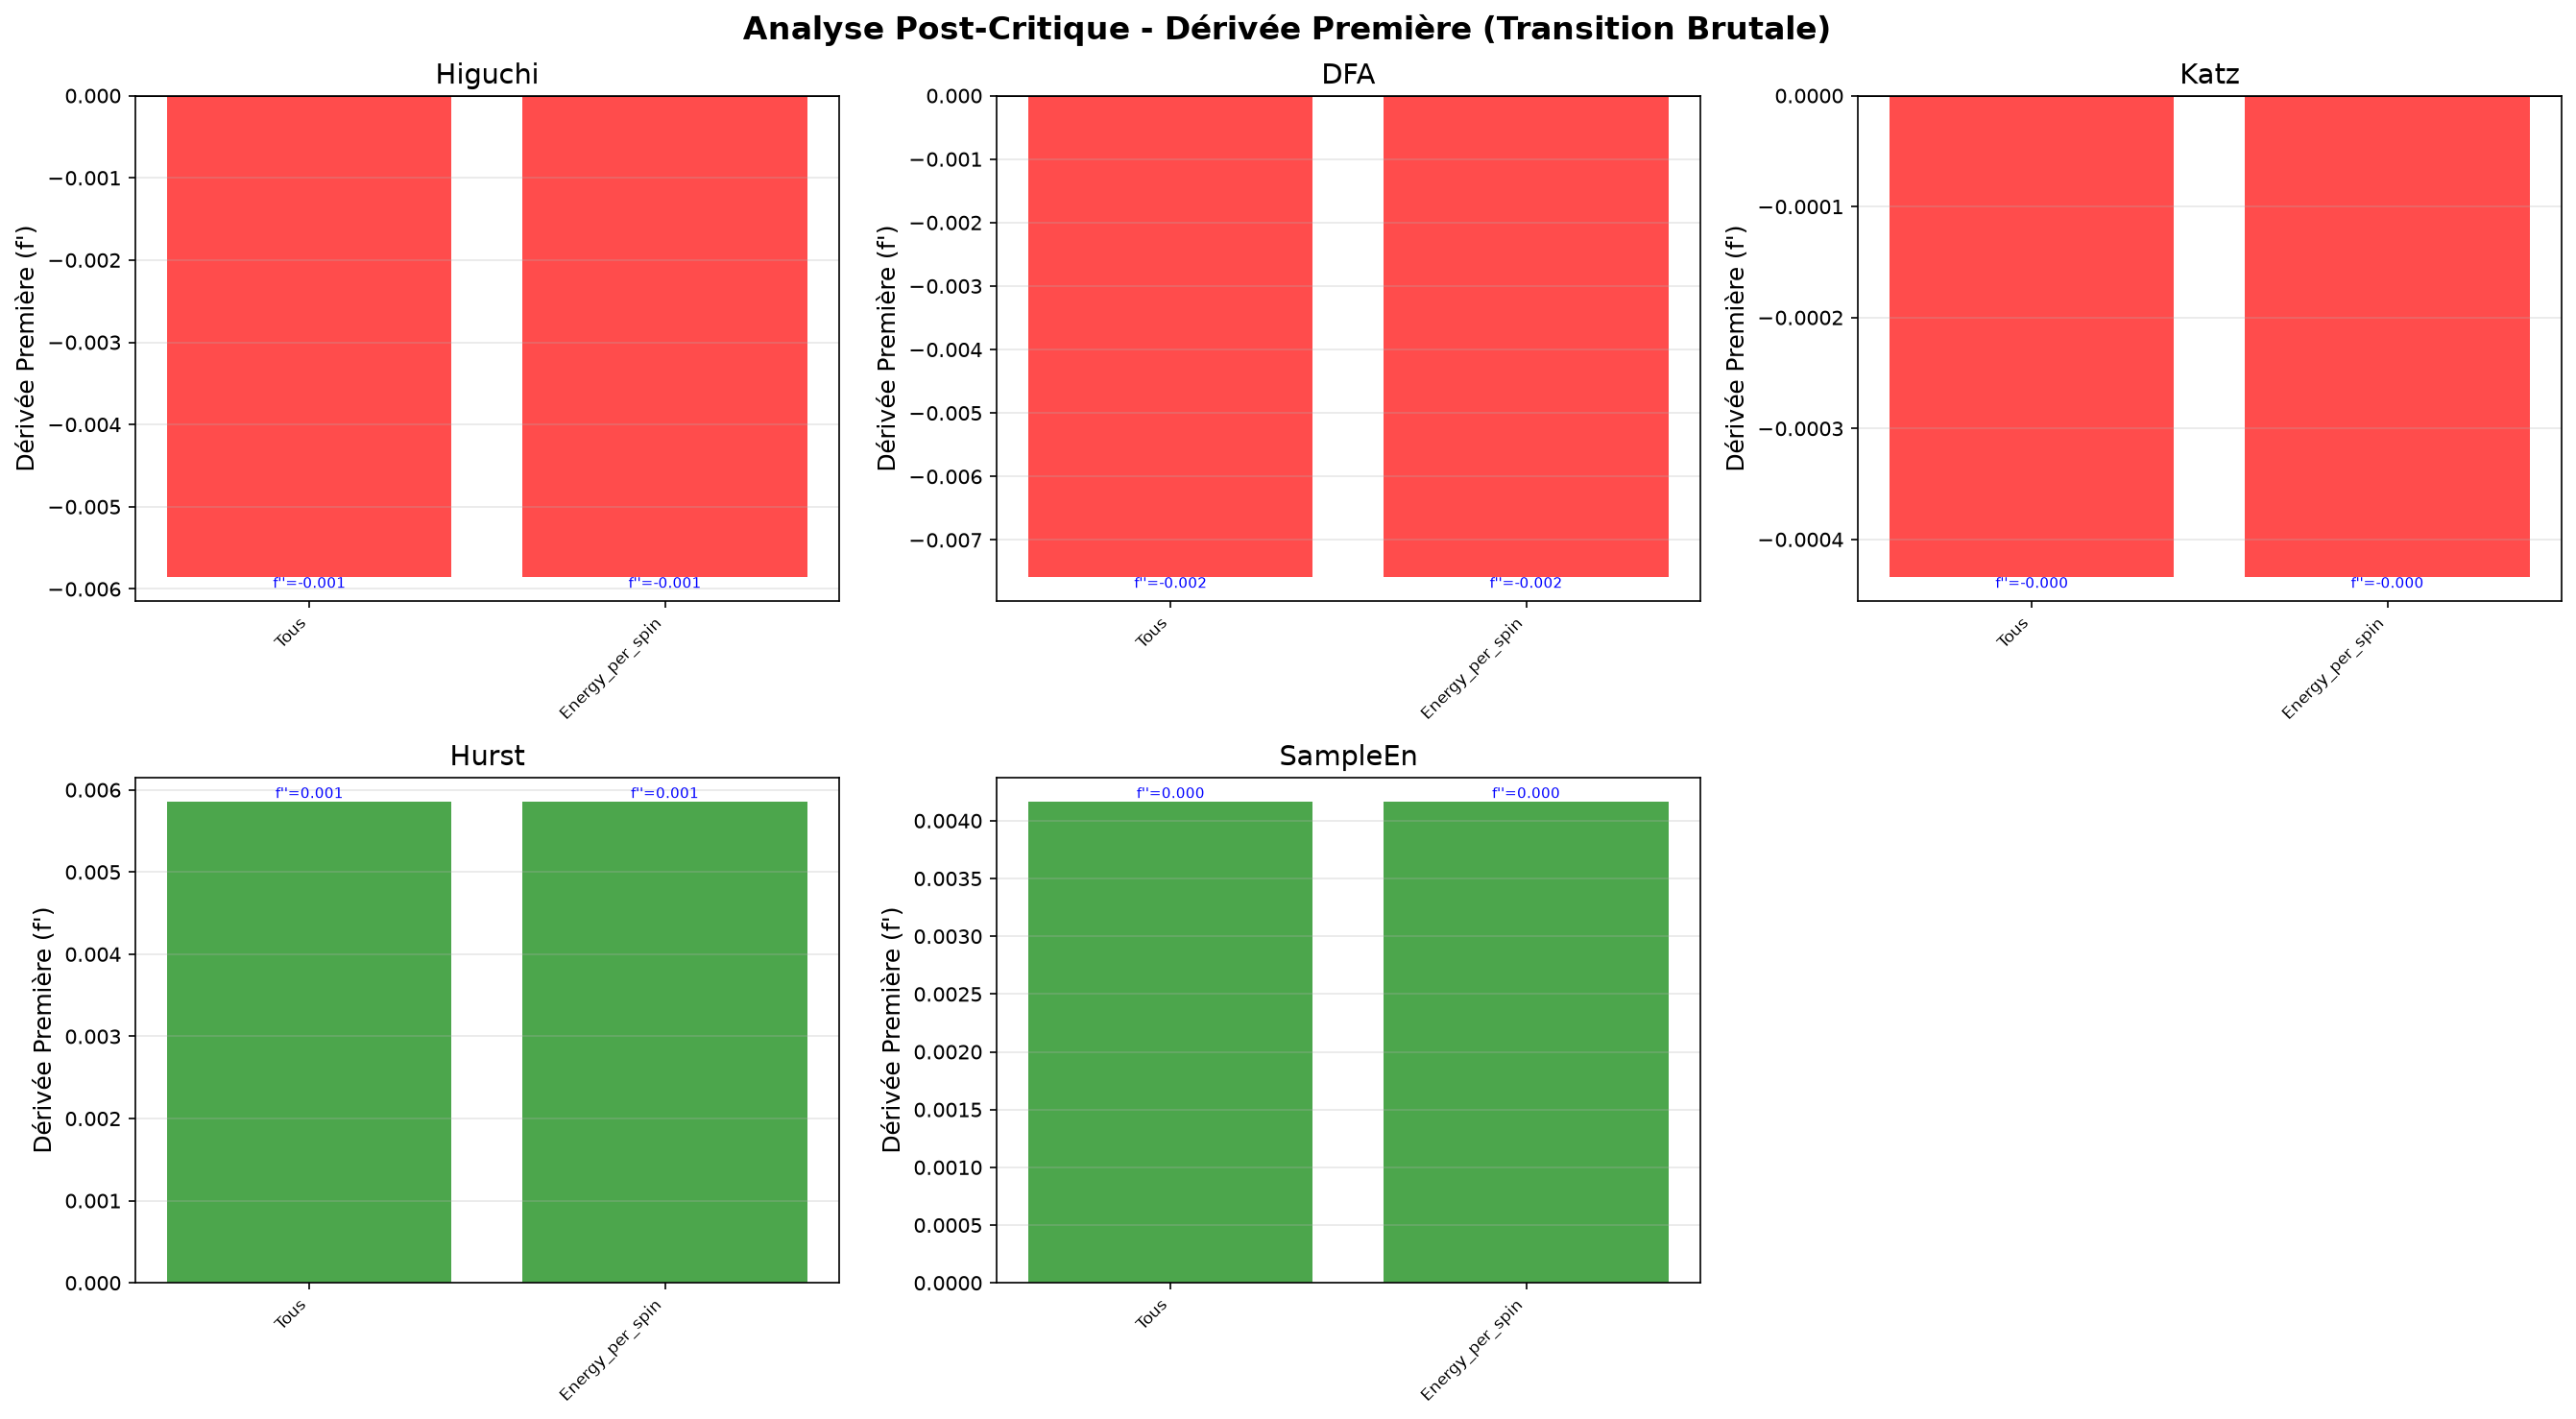 Analyse Post-Critique - Dérivée Première (Transition Brutale)
Higuchi
Dérivée Première (f')
0.000
−0.001
−0.002
−0.003
−0.004
−0.005
−0.006
f''=-0.001
f''=-0.001
Tous
Energy_per_spin
DFA
Dérivée Première (f')
0.000
−0.001
−0.002
−0.003
−0.004
−0.005
−0.006
−0.007
f''=-0.002
f''=-0.002
Tous
Energy_per_spin
Katz
Dérivée Première (f')
0.0000
−0.0001
−0.0002
−0.0003
−0.0004
f''=-0.000
f''=-0.000
Tous
Energy_per_spin
Hurst
Dérivée Première (f')
0.006
0.005
0.004
0.003
0.002
0.001
0.000
f''=0.001
f''=0.001
Tous
Energy_per_spin
SampleEn
Dérivée Première (f')
0.0040
0.0035
0.0030
0.0025
0.0020
0.0015
0.0010
0.0005
0.0000
f''=0.000
f''=0.000
Tous
Energy_per_spin